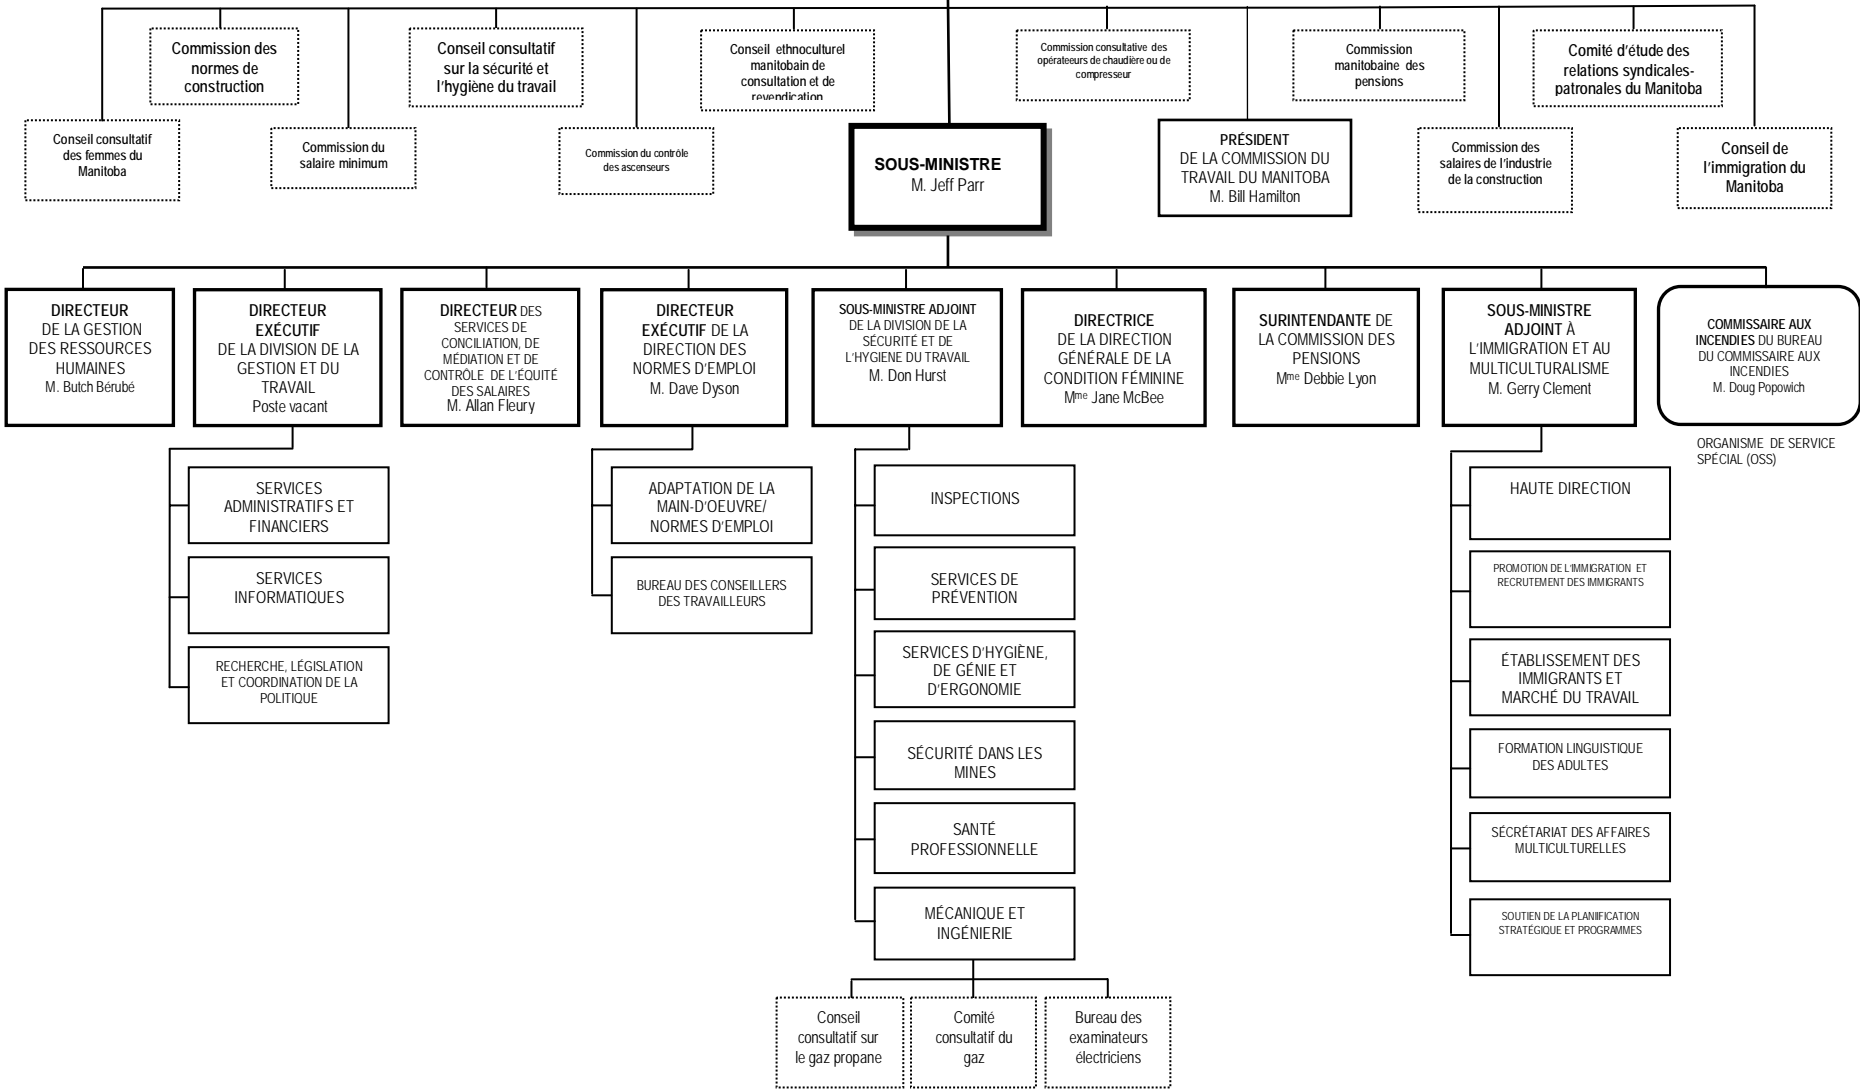 Commission des
normes de
construction
Conseil consultatif
sur la sécurité et
l'hygiène du travail
Conseil ethnoculturel
manitobain de
consultation et de
revendication
Commission consultative des
opérateurs de chaudière ou de
compresseur
Commission
manitobaine des
pensions
Comité d'étude des
relations syndicales-
patronales du Manitoba
Conseil consultatif
des femmes du
Manitoba
Commission du
salaire minimum
Commission du contrôle
des ascenseurs
SOUS-MINISTRE
M. Jeff Parr
PRÉSIDENT
DE LA COMMISSION DU
TRAVAIL DU MANITOBA
M. Bill Hamilton
Commission des
salaires de l'industrie
de la construction
Conseil de
l'immigration du
Manitoba
DIRECTEUR
DE LA GESTION
DES RESSOURCES
HUMAINES
M. Butch Bérubé
DIRECTEUR
EXÉCUTIF
DE LA DIVISION DE LA
GESTION ET DU
TRAVAIL
Poste vacant
DIRECTEUR DES
SERVICES DE
CONCILIATION, DE
MÉDIATION ET DE
CONTRÔLE DE L'ÉQUITÉ
DES SALAIRES
M. Allan Fleury
DIRECTEUR
EXÉCUTIF DE LA
DIRECTION DES
NORMES D'EMPLOI
M. Dave Dyson
SOUS-MINISTRE ADJOINT
DE LA DIVISION DE LA
SÉCURITÉ ET DE
L'HYGIENE DU TRAVAIL
M. Don Hurst
DIRECTRICE
DE LA DIRECTION
GÉNÉRALE DE LA
CONDITION FÉMININE
Mme Jane McBee
SURINTENDANTE DE
LA COMMISSION DES
PENSIONS
Mme Debbie Lyon
SOUS-MINISTRE
ADJOINT À
L'IMMIGRATION ET AU
MULTICULTURALISME
M. Gerry Clement
COMMISSAIRE AUX
INCENDIES DU BUREAU
DU COMMISSAIRE AUX
INCENDIES
M. Doug Popowich
ORGANISME DE SERVICE
SPÉCIAL (OSS)
SERVICES
ADMINISTRATIFS ET
FINANCIERS
SERVICES
INFORMATIQUES
RECHERCHE, LÉGISLATION
ET COORDINATION DE LA
POLITIQUE
ADAPTATION DE LA
MAIN-D'OEUVRE/
NORMES D'EMPLOI
BUREAU DES CONSEILLERS
DES TRAVAILLEURS
INSPECTIONS
SERVICES DE
PRÉVENTION
SERVICES D'HYGIÈNE,
DE GÉNIE ET
D'ERGONOMIE
SÉCURITÉ DANS LES
MINES
SANTÉ
PROFESSIONNELLE
MÉCANIQUE ET
INGÉNIERIE
Conseil
consultatif sur
le gaz propane
Comité
consultatif du
gaz
Bureau des
examinateurs
électriciens
HAUTE DIRECTION
PROMOTION DE L'IMMIGRATION ET
RECRUTEMENT DES IMMIGRANTS
ÉTABLISSEMENT DES
IMMIGRANTS ET
MARCHÉ DU TRAVAIL
FORMATION LINGUISTIQUE
DES ADULTES
SÉCRÉTARIAT DES AFFAIRES
MULTICULTURELLES
SOUTIEN DE LA PLANIIFICATION
STRATÉGIQUE ET PROGRAMMES